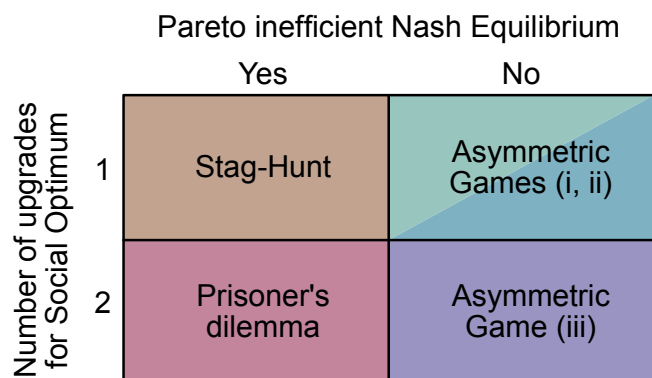 Pareto inefficient Nash Equilibrium
Yes
No
Number of upgrades
for Social Optimum
1
Stag-Hunt
Asymmetric
Games (i, ii)
2
Prisoner's
dilemma
Asymmetric
Game (iii)